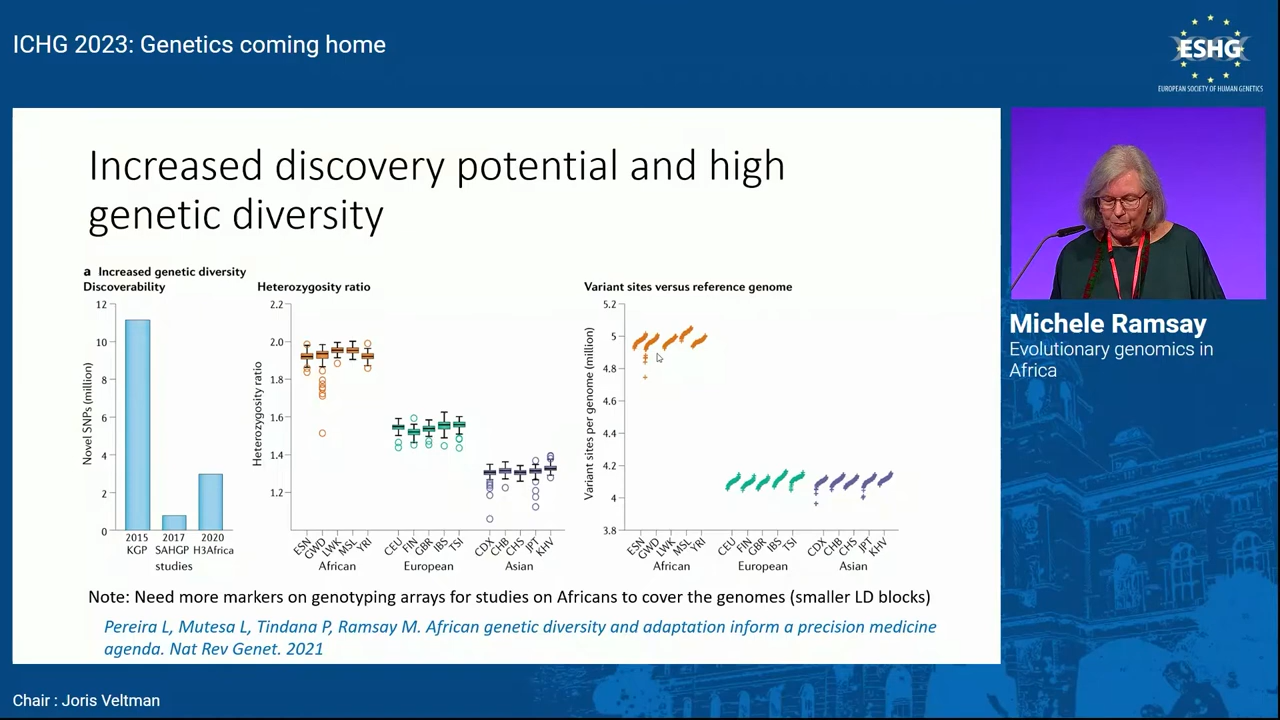 ICHG 2023: Genetics coming home
ESHG
EUROPEAN SOCIETY OF HUMAN GENETICS
Increased discovery potential and high
genetic diversity
a Increased genetic diversity
Discoverability
Novel SNPs (million)
12
10
8
6
4
2
0
2015 2017 2020
KGP SAHGP H3Africa
studies
Heterozygosity ratio
Heterozygosity ratio
2.2
2.0
1.8
1.6
1.4
1.2
ESN GWD LWK MSL YRI CEU FIN GBR IBS TSI CDX CHB CHS JPT KHV
African European Asian
Variant sites versus reference genome
Variant sites per genome (million)
5.2
5
4.8
4.6
4.4
4.2
4
3.8
ESN GWD LWK MSL YRI CEU FIN GBR IBS TSI CDX CHB CHS JPT KHV
African European Asian
Note: Need more markers on genotyping arrays for studies on Africans to cover the genomes (smaller LD blocks)
Pereira L, Mutesa L, Tindana P, Ramsay M. African genetic diversity and adaptation inform a precision medicine
agenda. Nat Rev Genet. 2021
Michele Ramsay
Evolutionary genomics in
Africa
Chair : Joris Veltman